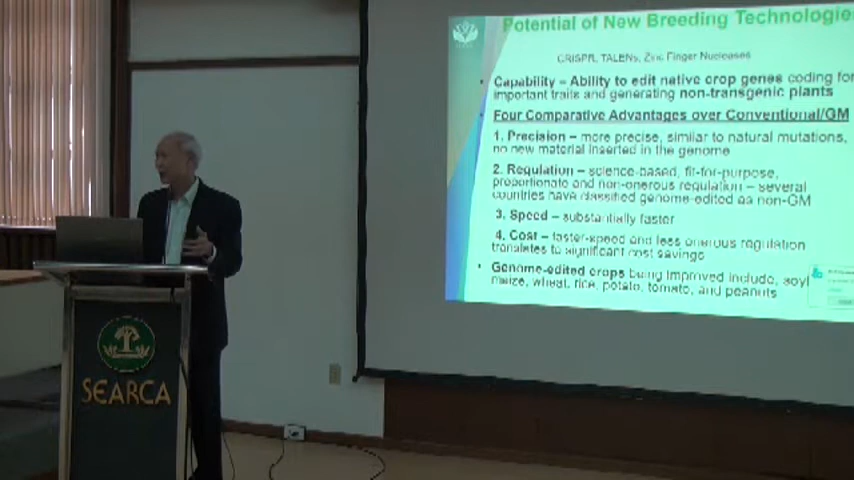 Potential of New Breeding Technologies
CRISPR, TALENs, Zinc Finger Nucleases
Capability – Ability to edit native crop genes coding for
important traits and generating non-transgenic plants
Four Comparative Advantages over Conventional/GM
1. Precision – more precise, similar to natural mutations,
no new material inserted in the genome
2. Regulation – science-based, fit-for-purpose,
proportionate and non-onerous regulation – several
countries have classified genome-edited as non-GM
3. Speed – substantially faster
4. Cost – faster-speed and less onerous regulation
translates to significant cost savings
Genome-edited crops being improved include, soy
maize, wheat, rice, potato, tomato, and peanuts
SEARCA